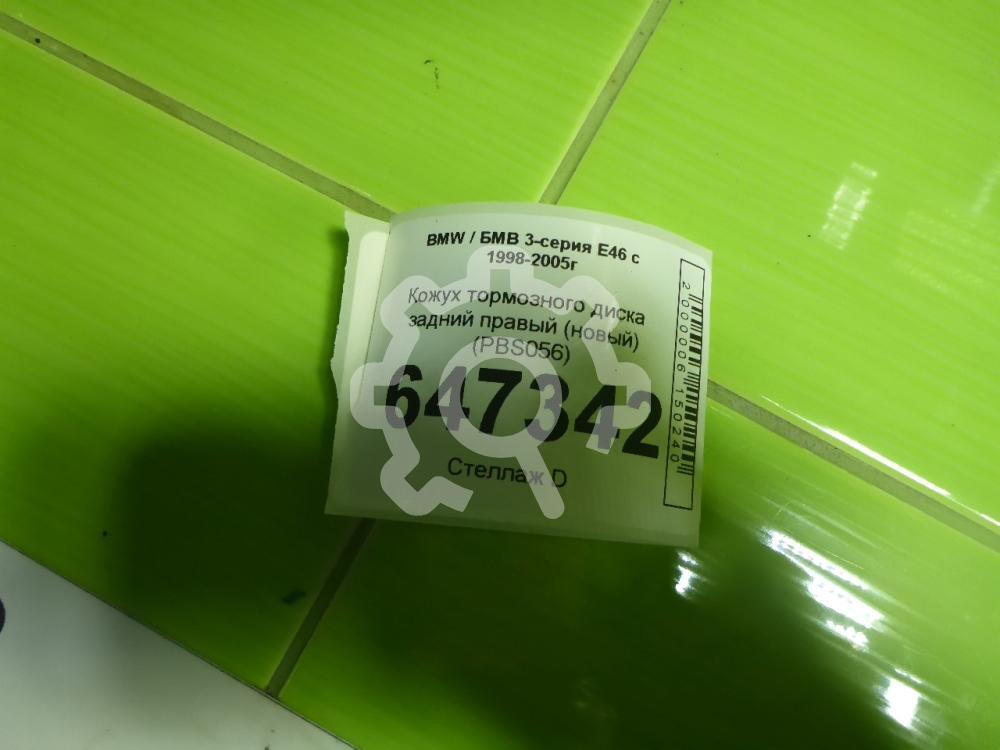 BMW / БМВ 3-серия E46 с
1998-2005г
Кожух тормозного диска
задний правый (новый)
(PBS056)
647342
Стеллаж D
2000006150240